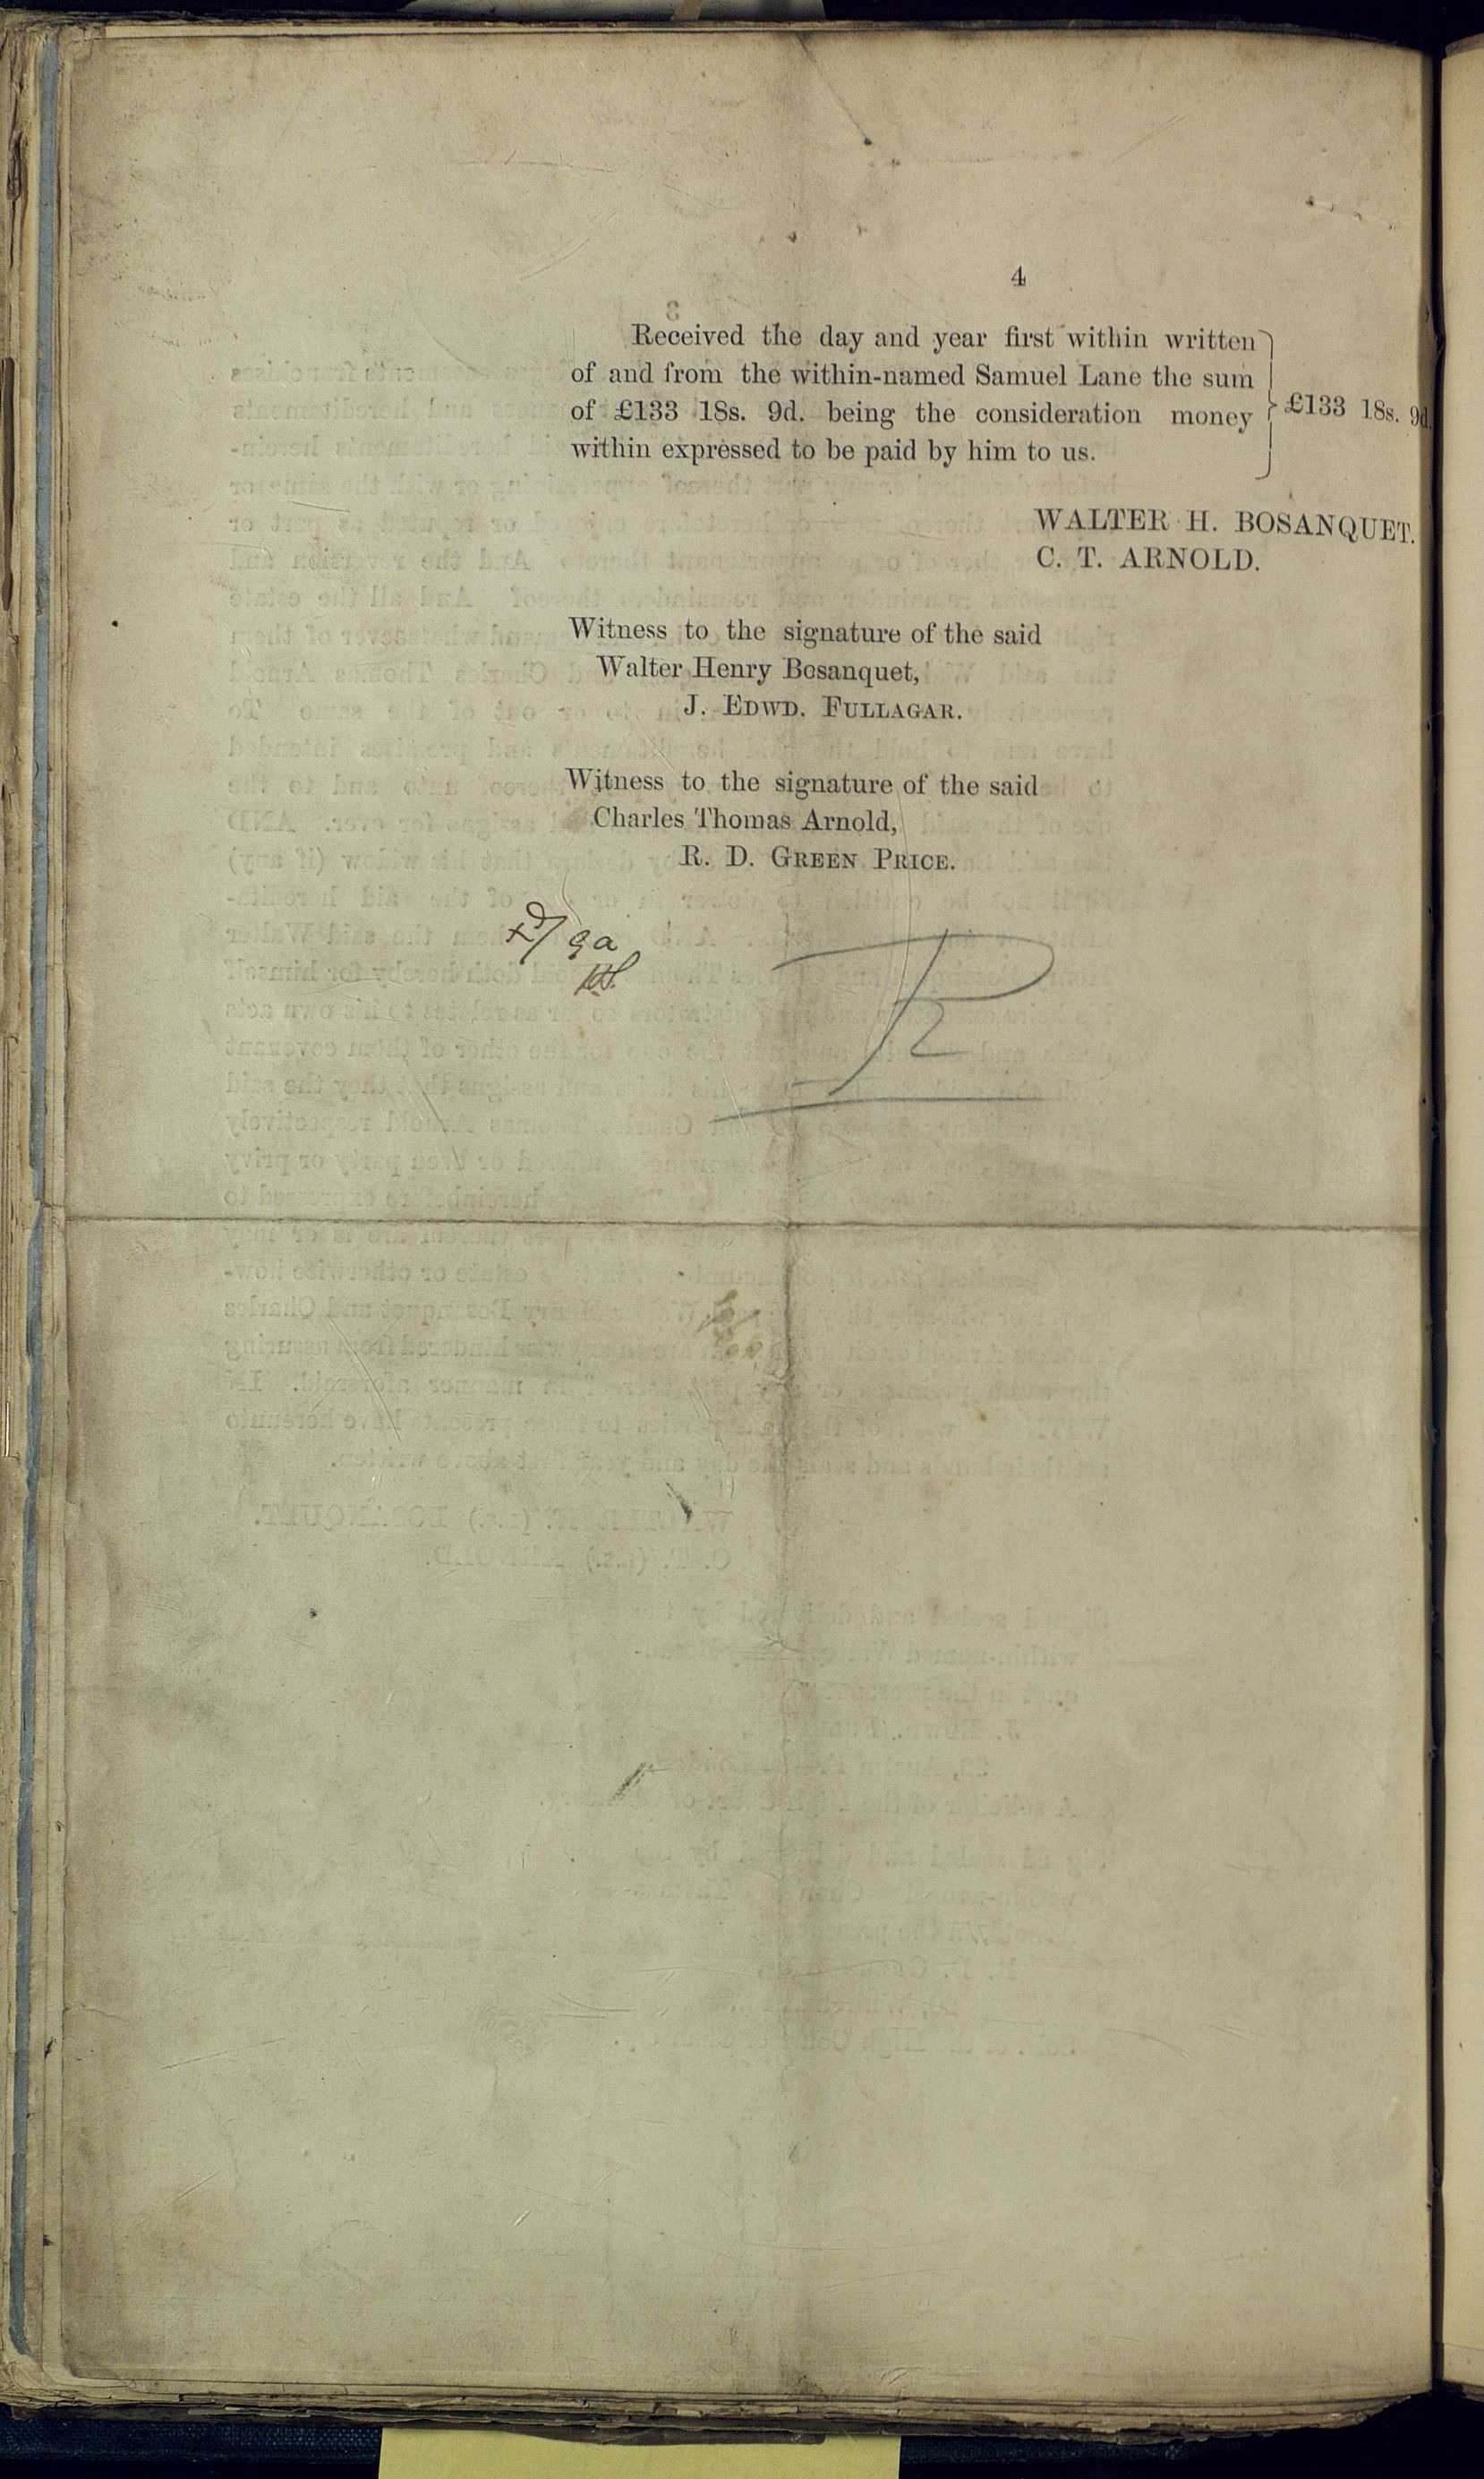 4
Received the day and year first within written
of and from the within-named Samuel Lane the sum
of £133 18s. 9d. being the consideration money
within expressed to be paid by him to us.
£133 18s. 9d.
WALTER H. BOSANQUET.
C. T. ARNOLD.
Witness to the signature of the said
Walter Henry Bosanquet,
J. EDWD. FULLAGAR.
Witness to the signature of the said
Charles Thomas Arnold,
R. D. GREEN PRICE.